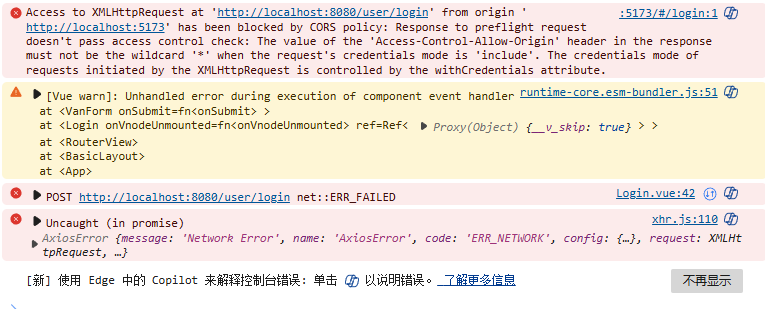 Access to XMLHttpRequest at 'http://localhost:8080/user/login' from origin ' :5173/#/login:1
http://localhost:5173' has been blocked by CORS policy: Response to preflight request
doesn't pass access control check: The value of the 'Access-Control-Allow-Origin' header in the response
must not be the wildcard '*' when the request's credentials mode is 'include'. The credentials mode of
requests initiated by the XMLHttpRequest is controlled by the withCredentials attribute.
[Vue warn]: Unhandled error during execution of component event handler runtime-core.esm-bundler.js:51
at <VanForm onSubmit=fn<onSubmit> >
at <Login onVnodeUnmounted=fn<onVnodeUnmounted> ref=Ref< Proxy(Object) {__v_skip: true} > >
at <RouterView>
at <BasicLayout>
at <App>
POST http://localhost:8080/user/login net::ERR_FAILED Login.vue:42
Uncaught (in promise) xhr.js:110
AxiosError {message: 'Network Error', name: 'AxiosError', code: 'ERR_NETWORK', config: {…}, request: XMLHt
tpRequest, …}
[新] 使用 Edge 中的 Copilot 来解释控制台错误: 单击 以说明错误。 了解更多信息 不再显示